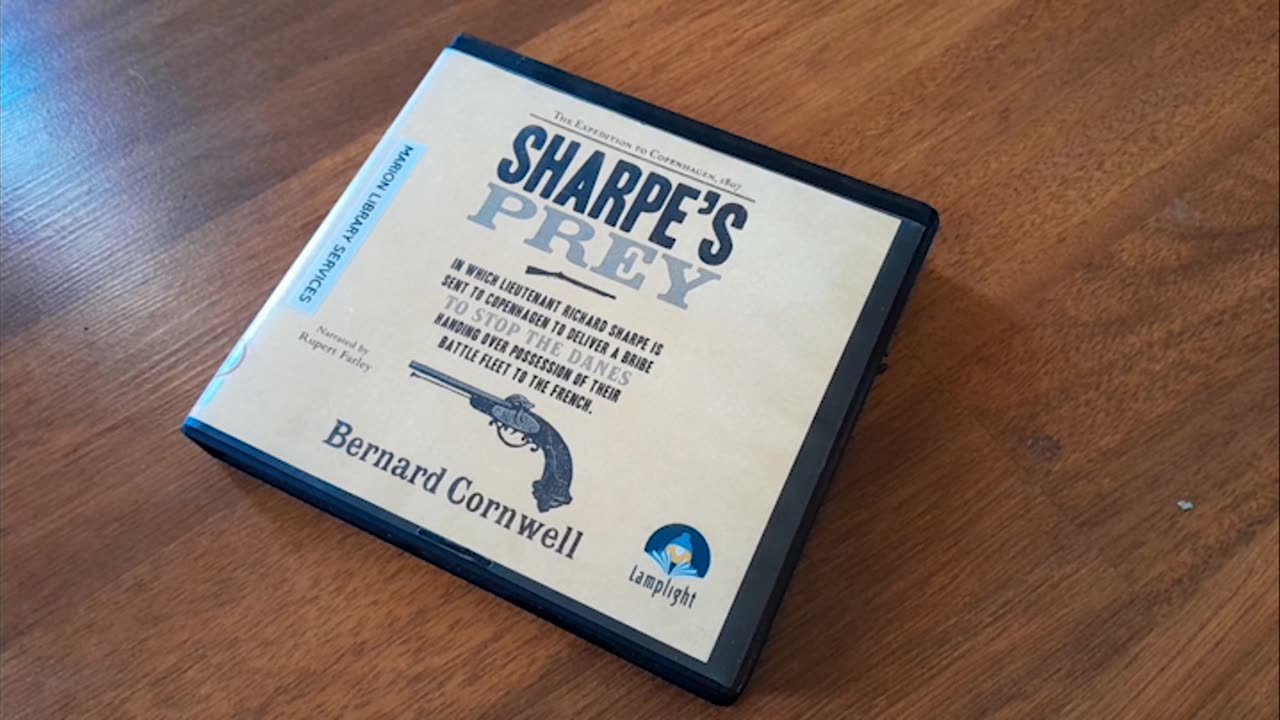 THE EXPEDITION TO COPENHAGEN, 1807
SHARPE'S
PREY
IN WHICH LIEUTENANT RICHARD SHARPE IS
SENT TO COPENHAGEN TO DELIVER A BRIBE
TO STOP THE DANES
HANDING OVER POSSESSION OF THEIR
BATTLE FLEET TO THE FRENCH.
MARION LIBRARY SERVICES
Narrated by
Rupert Farley
Bernard Cornwell
Lamplight